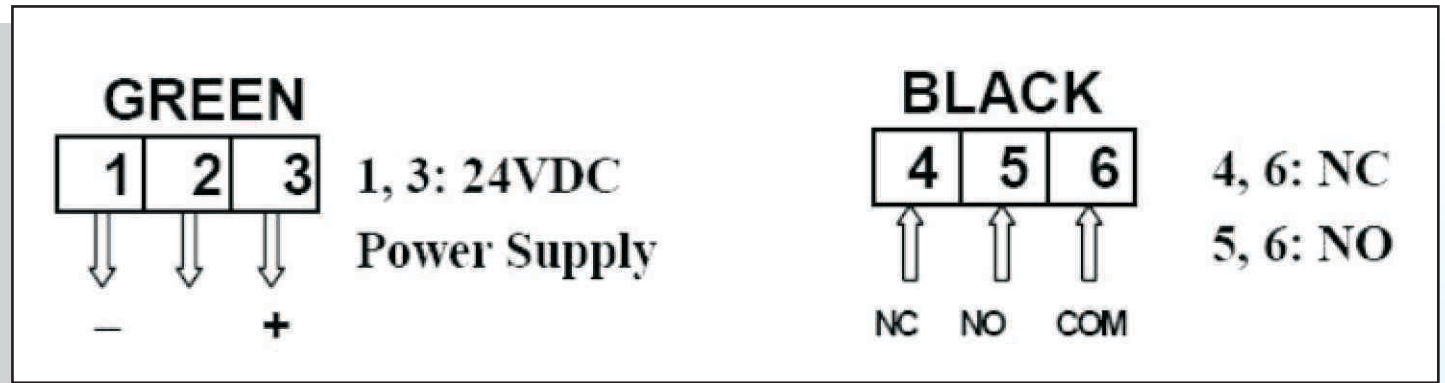 GREEN
1 2 3
1, 3: 24VDC
Power Supply
– +
BLACK
4 5 6
4, 6: NC
5, 6: NO
NC NO COM